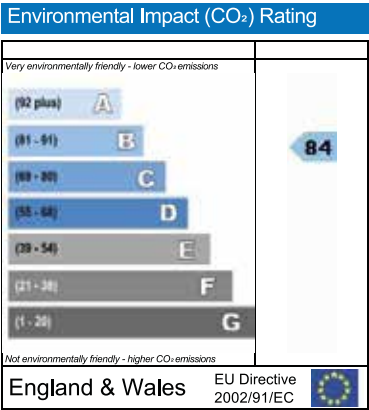 Environmental Impact (CO₂) Rating
Very environmentally friendly - lower CO₂ emissions
(92 plus) A
(81 - 91) B
84
(69 - 80) C
(55 - 68) D
(39 - 54) E
(21 - 38) F
(1 - 20) G
Not environmentally friendly - higher CO₂ emissions
England & Wales
EU Directive
2002/91/EC